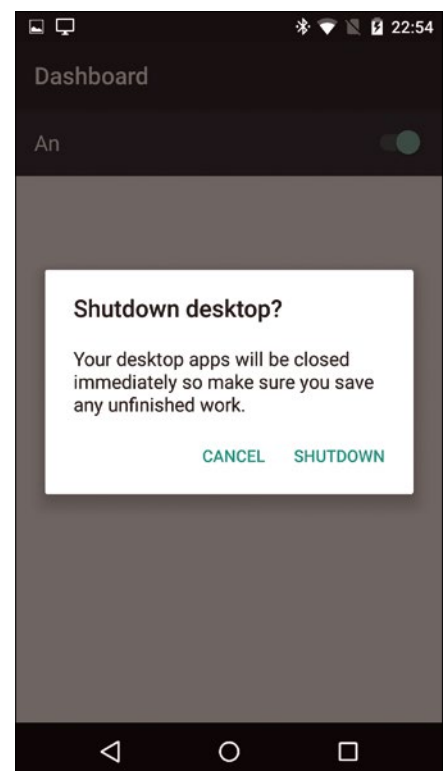 22:54
Dashboard
An
Shutdown desktop?
Your desktop apps will be closed
immediately so make sure you save
any unfinished work.
CANCEL SHUTDOWN